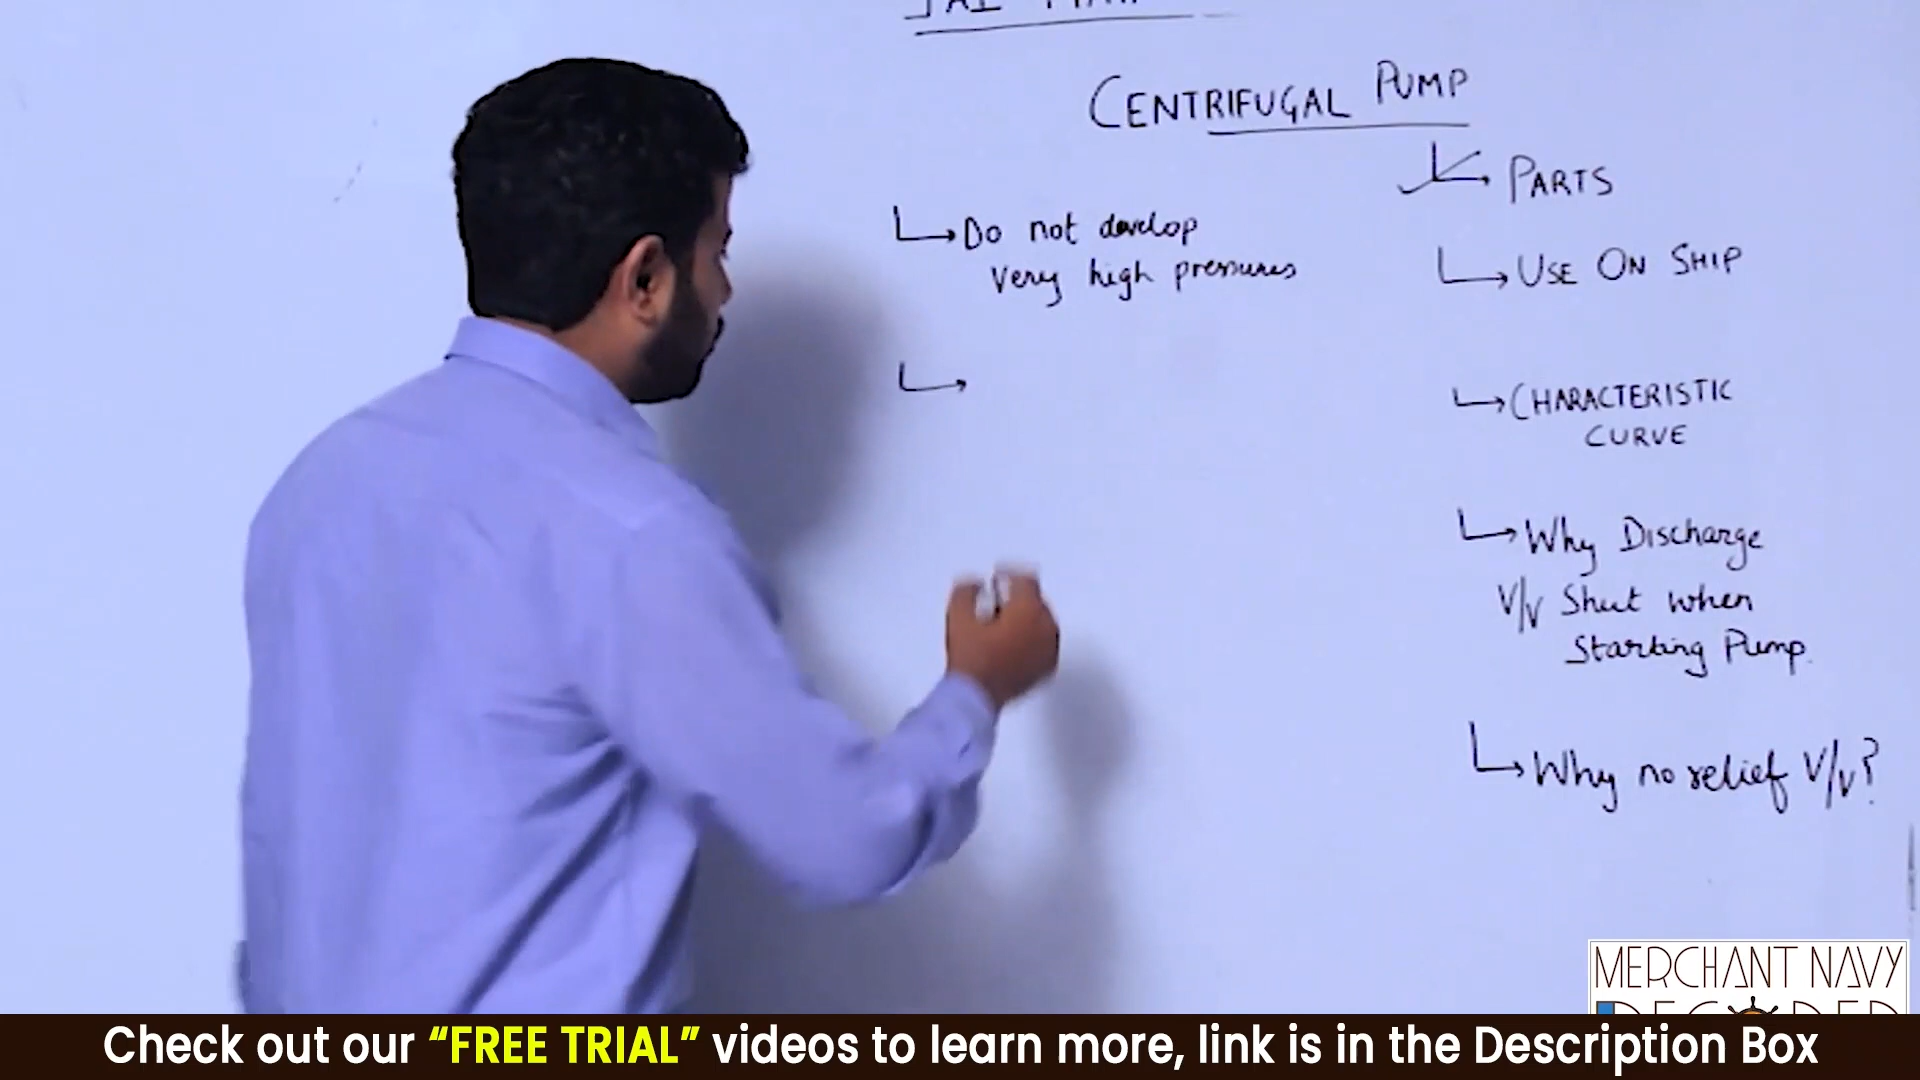 JAI
CENTRIFUGAL PUMP
PARTS
Do not develop
very high pressures
USE ON SHIP
CHARACTERISTIC
CURVE
Why Discharge
V/V Shut when
Starting Pump.
Why no relief V/V?
MERCHANT NAVY
DECODED
Check out our “FREE TRIAL” videos to learn more, link is in the Description Box